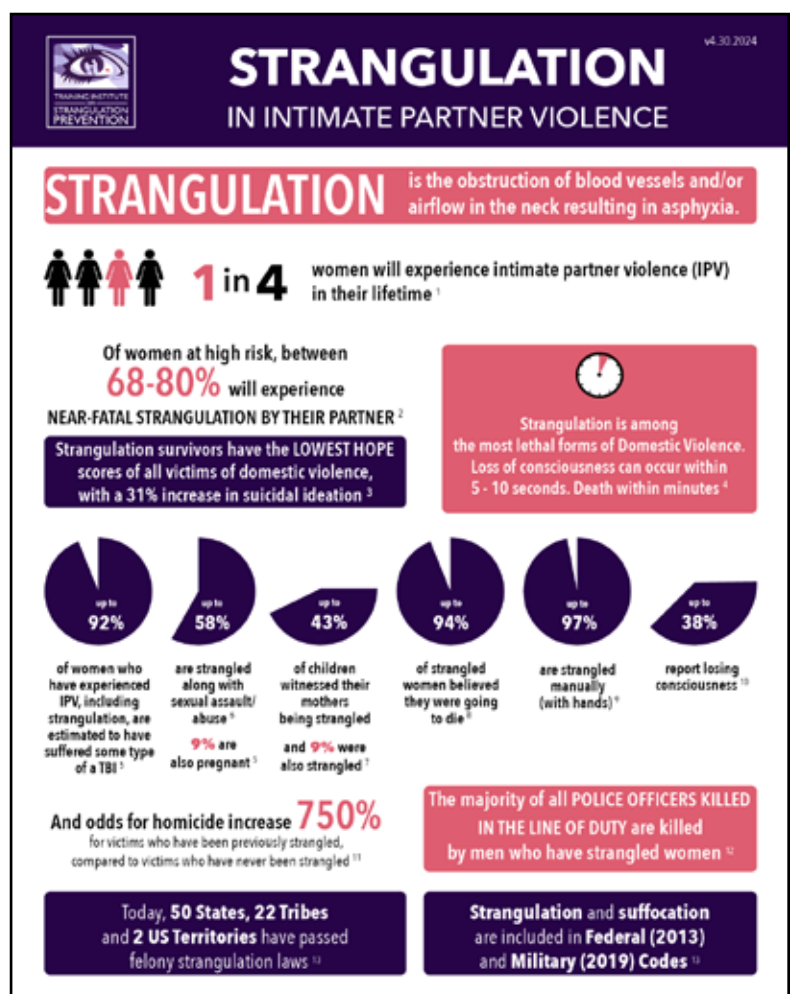 v4.30.2024
TRAINING INSTITUTE
ON
STRANGULATION
PREVENTION
STRANGULATION
IN INTIMATE PARTNER VIOLENCE
STRANGULATION
is the obstruction of blood vessels and/or
airflow in the neck resulting in asphyxia.
1 in 4
women will experience intimate partner violence (IPV)
in their lifetime 1
Of women at high risk, between
68-80% will experience
NEAR-FATAL STRANGULATION BY THEIR PARTNER 2
Strangulation survivors have the LOWEST HOPE
scores of all victims of domestic violence,
with a 31% increase in suicidal ideation 3
Strangulation is among
the most lethal forms of Domestic Violence.
Loss of consciousness can occur within
5 - 10 seconds. Death within minutes 4
up to
92%
of women who
have experienced
IPV, including
strangulation, are
estimated to have
suffered some type
of a TBI 5
up to
58%
are strangled
along with
sexual assault/
abuse 6
9% are
also pregnant 5
up to
43%
of children
witnessed their
mothers
being strangled
and 9% were
also strangled 7
up to
94%
of strangled
women believed
they were going
to die 8
up to
97%
are strangled
manually
(with hands) 9
up to
38%
report losing
consciousness 10
And odds for homicide increase 750%
for victims who have been previously strangled,
compared to victims who have never been strangled 11
The majority of all POLICE OFFICERS KILLED
IN THE LINE OF DUTY are killed
by men who have strangled women 12
Today, 50 States, 22 Tribes
and 2 US Territories have passed
felony strangulation laws 13
Strangulation and suffocation
are included in Federal (2013)
and Military (2019) Codes 13